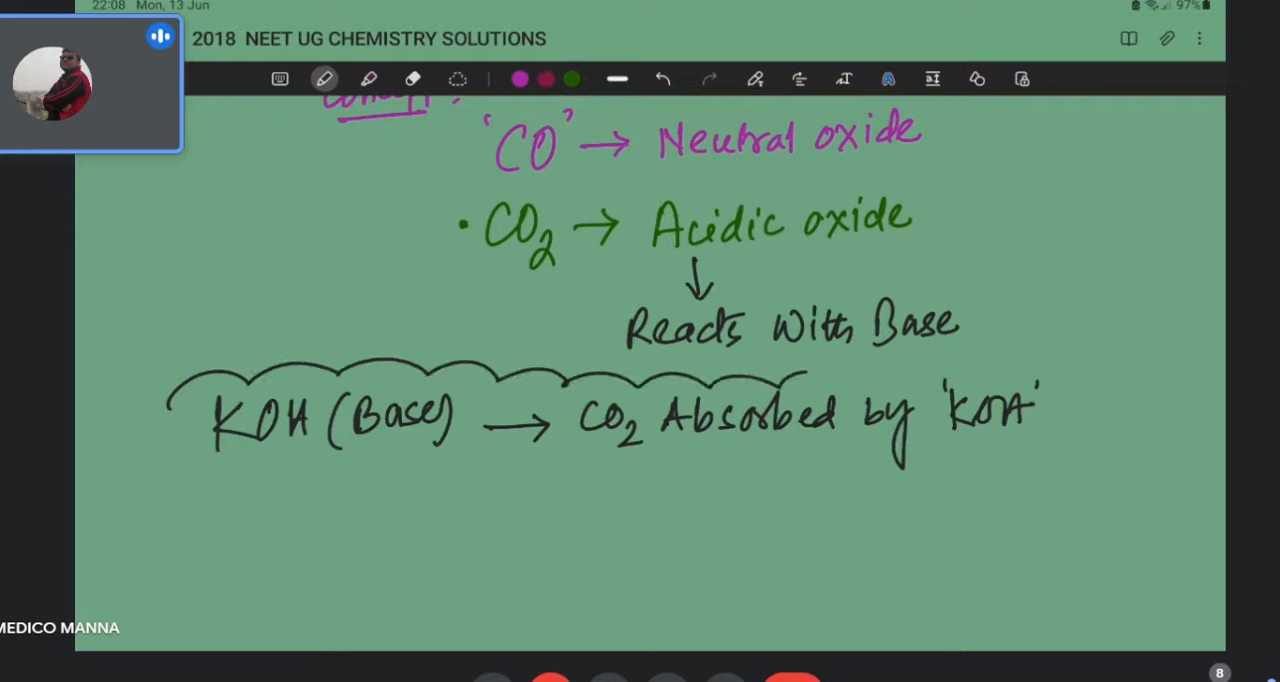 22:08 Mon, 13 Jun
97%
2018 NEET UG CHEMISTRY SOLUTIONS
'CO' → Neutral oxide
• CO₂ → Acidic oxide
↓
Reacts With Base
KOH (Base) → CO₂ Absorbed by 'KOH'
MEDICO MANNA
8